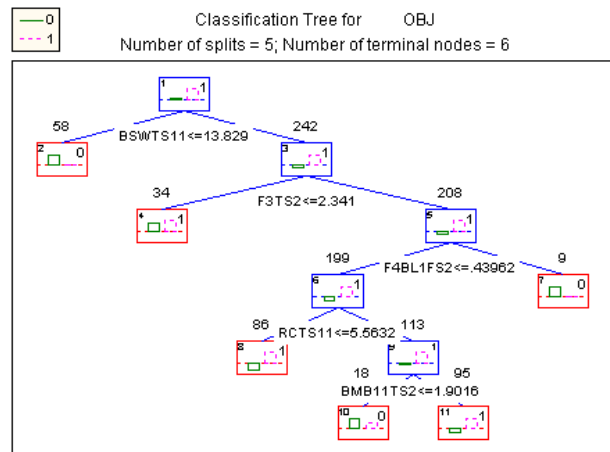 0
1
Classification Tree for OBJ
Number of splits = 5; Number of terminal nodes = 6
1 1
58 242
BSWTS11<=13.829
2 0
3 1
34 208
F3TS2<=2.341
4 1
5 1
199 9
F4BL1FS2<=.43962
6 1
7 0
86 113
RCTS11<=5.5632
8 1
9 1
18 95
BMB11TS2<=1.9016
10 0
11 1